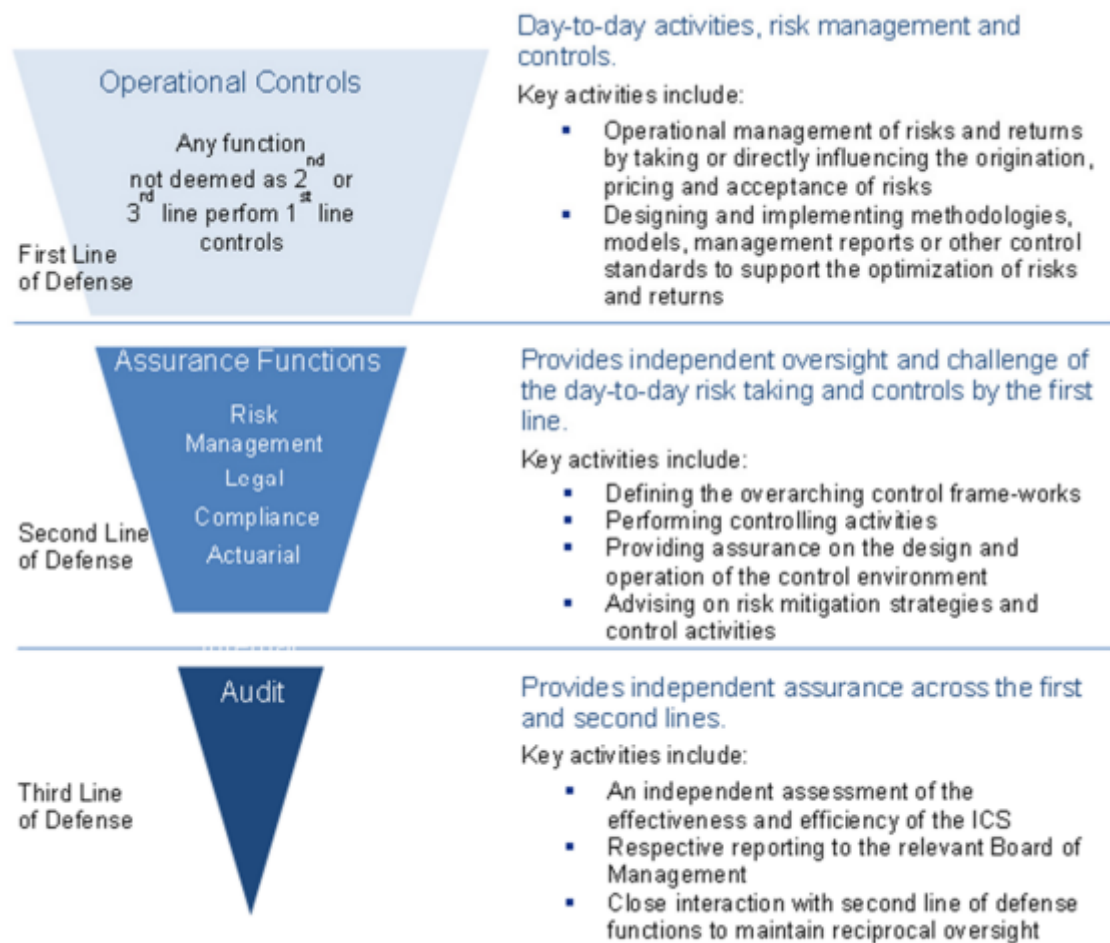 Operational Controls
Any function
not deemed as 2nd or
3rd line perfom 1st line
controls
First Line
of Defense
Day-to-day activities, risk management and
controls.
Key activities include:
▪ Operational management of risks and returns
by taking or directly influencing the origination,
pricing and acceptance of risks
▪ Designing and implementing methodologies,
models, management reports or other control
standards to support the optimization of risks
and returns
Assurance Functions
Risk
Management
Legal
Compliance
Actuarial
Second Line
of Defense
Provides independent oversight and challenge of
the day-to-day risk taking and controls by the first
line.
Key activities include:
▪ Defining the overarching control frame-works
▪ Performing controlling activities
▪ Providing assurance on the design and
operation of the control environment
▪ Advising on risk mitigation strategies and
control activities
Audit
Third Line
of Defense
Provides independent assurance across the first
and second lines.
Key activities include:
▪ An independent assessment of the
effectiveness and efficiency of the ICS
▪ Respective reporting to the relevant Board of
Management
▪ Close interaction with second line of defense
functions to maintain reciprocal oversight